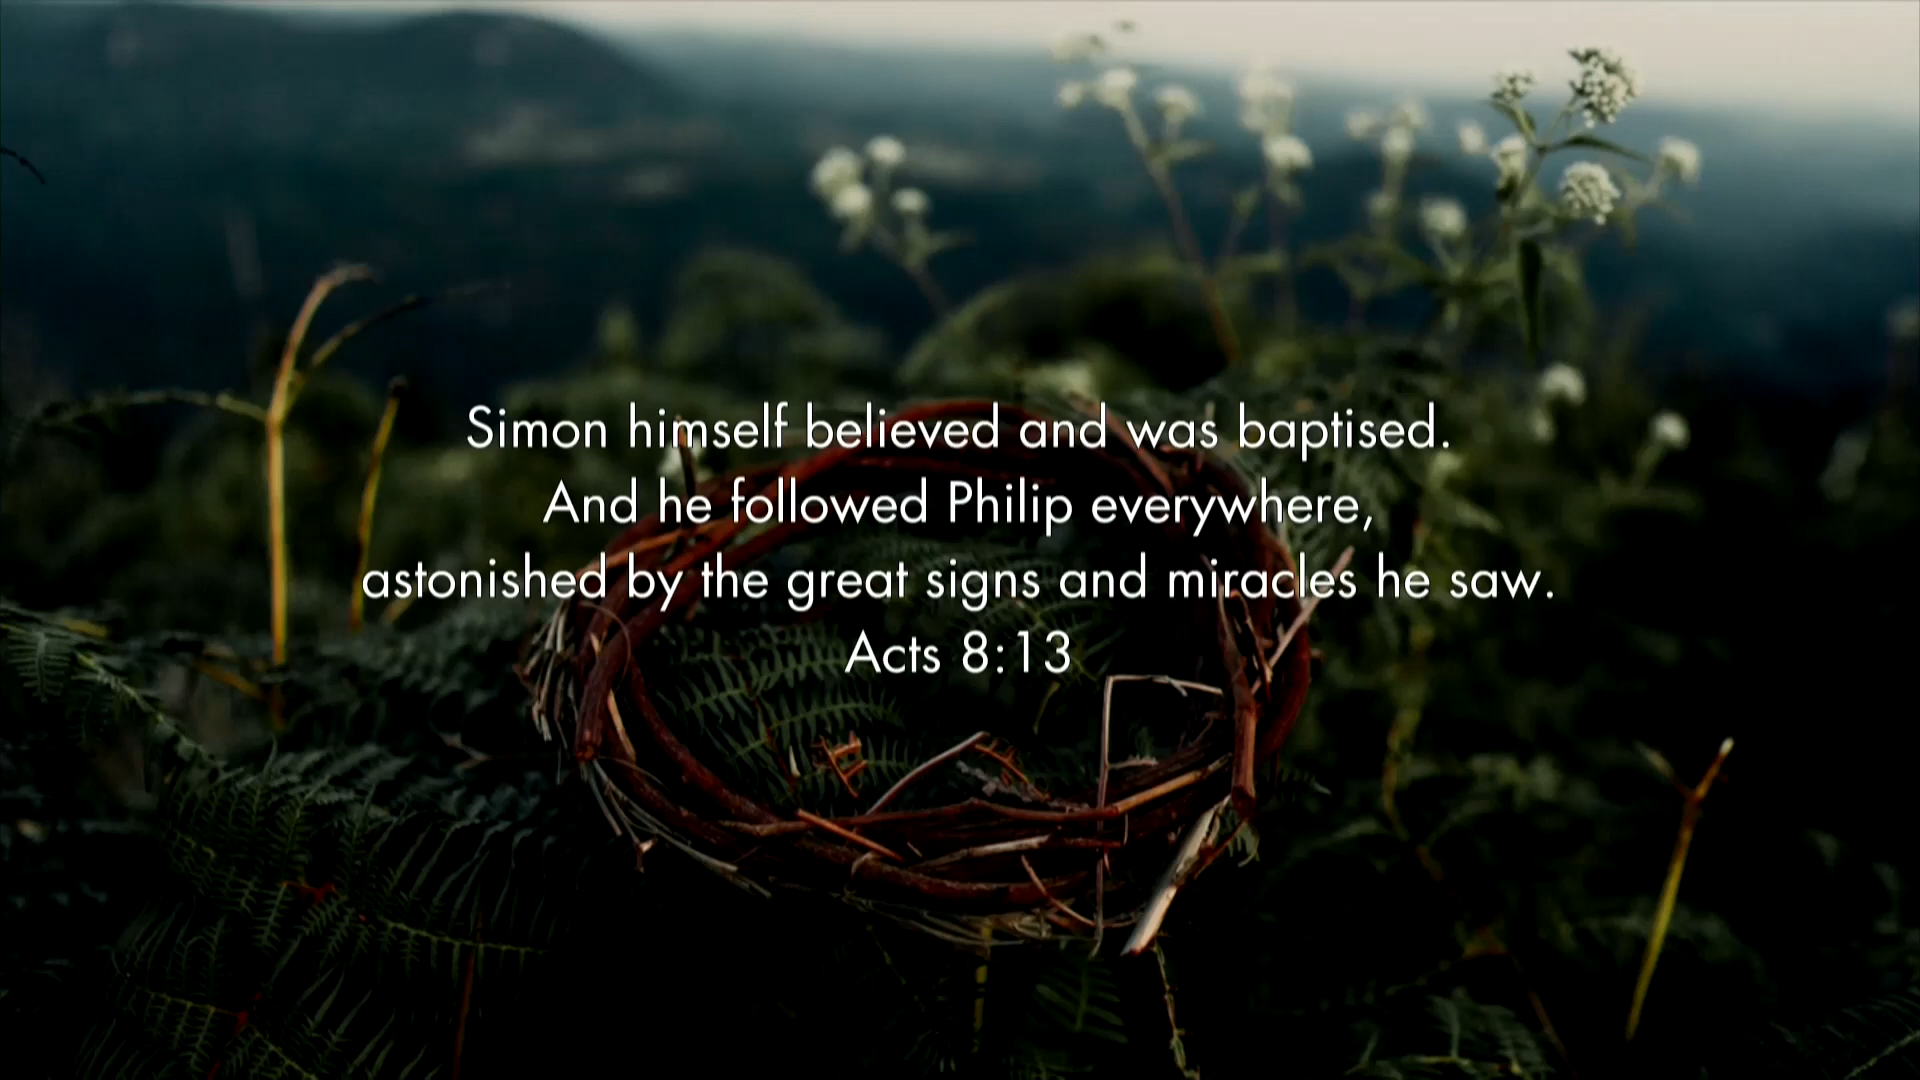 Simon himself believed and was baptised.
And he followed Philip everywhere,
astonished by the great signs and miracles he saw.
Acts 8:13